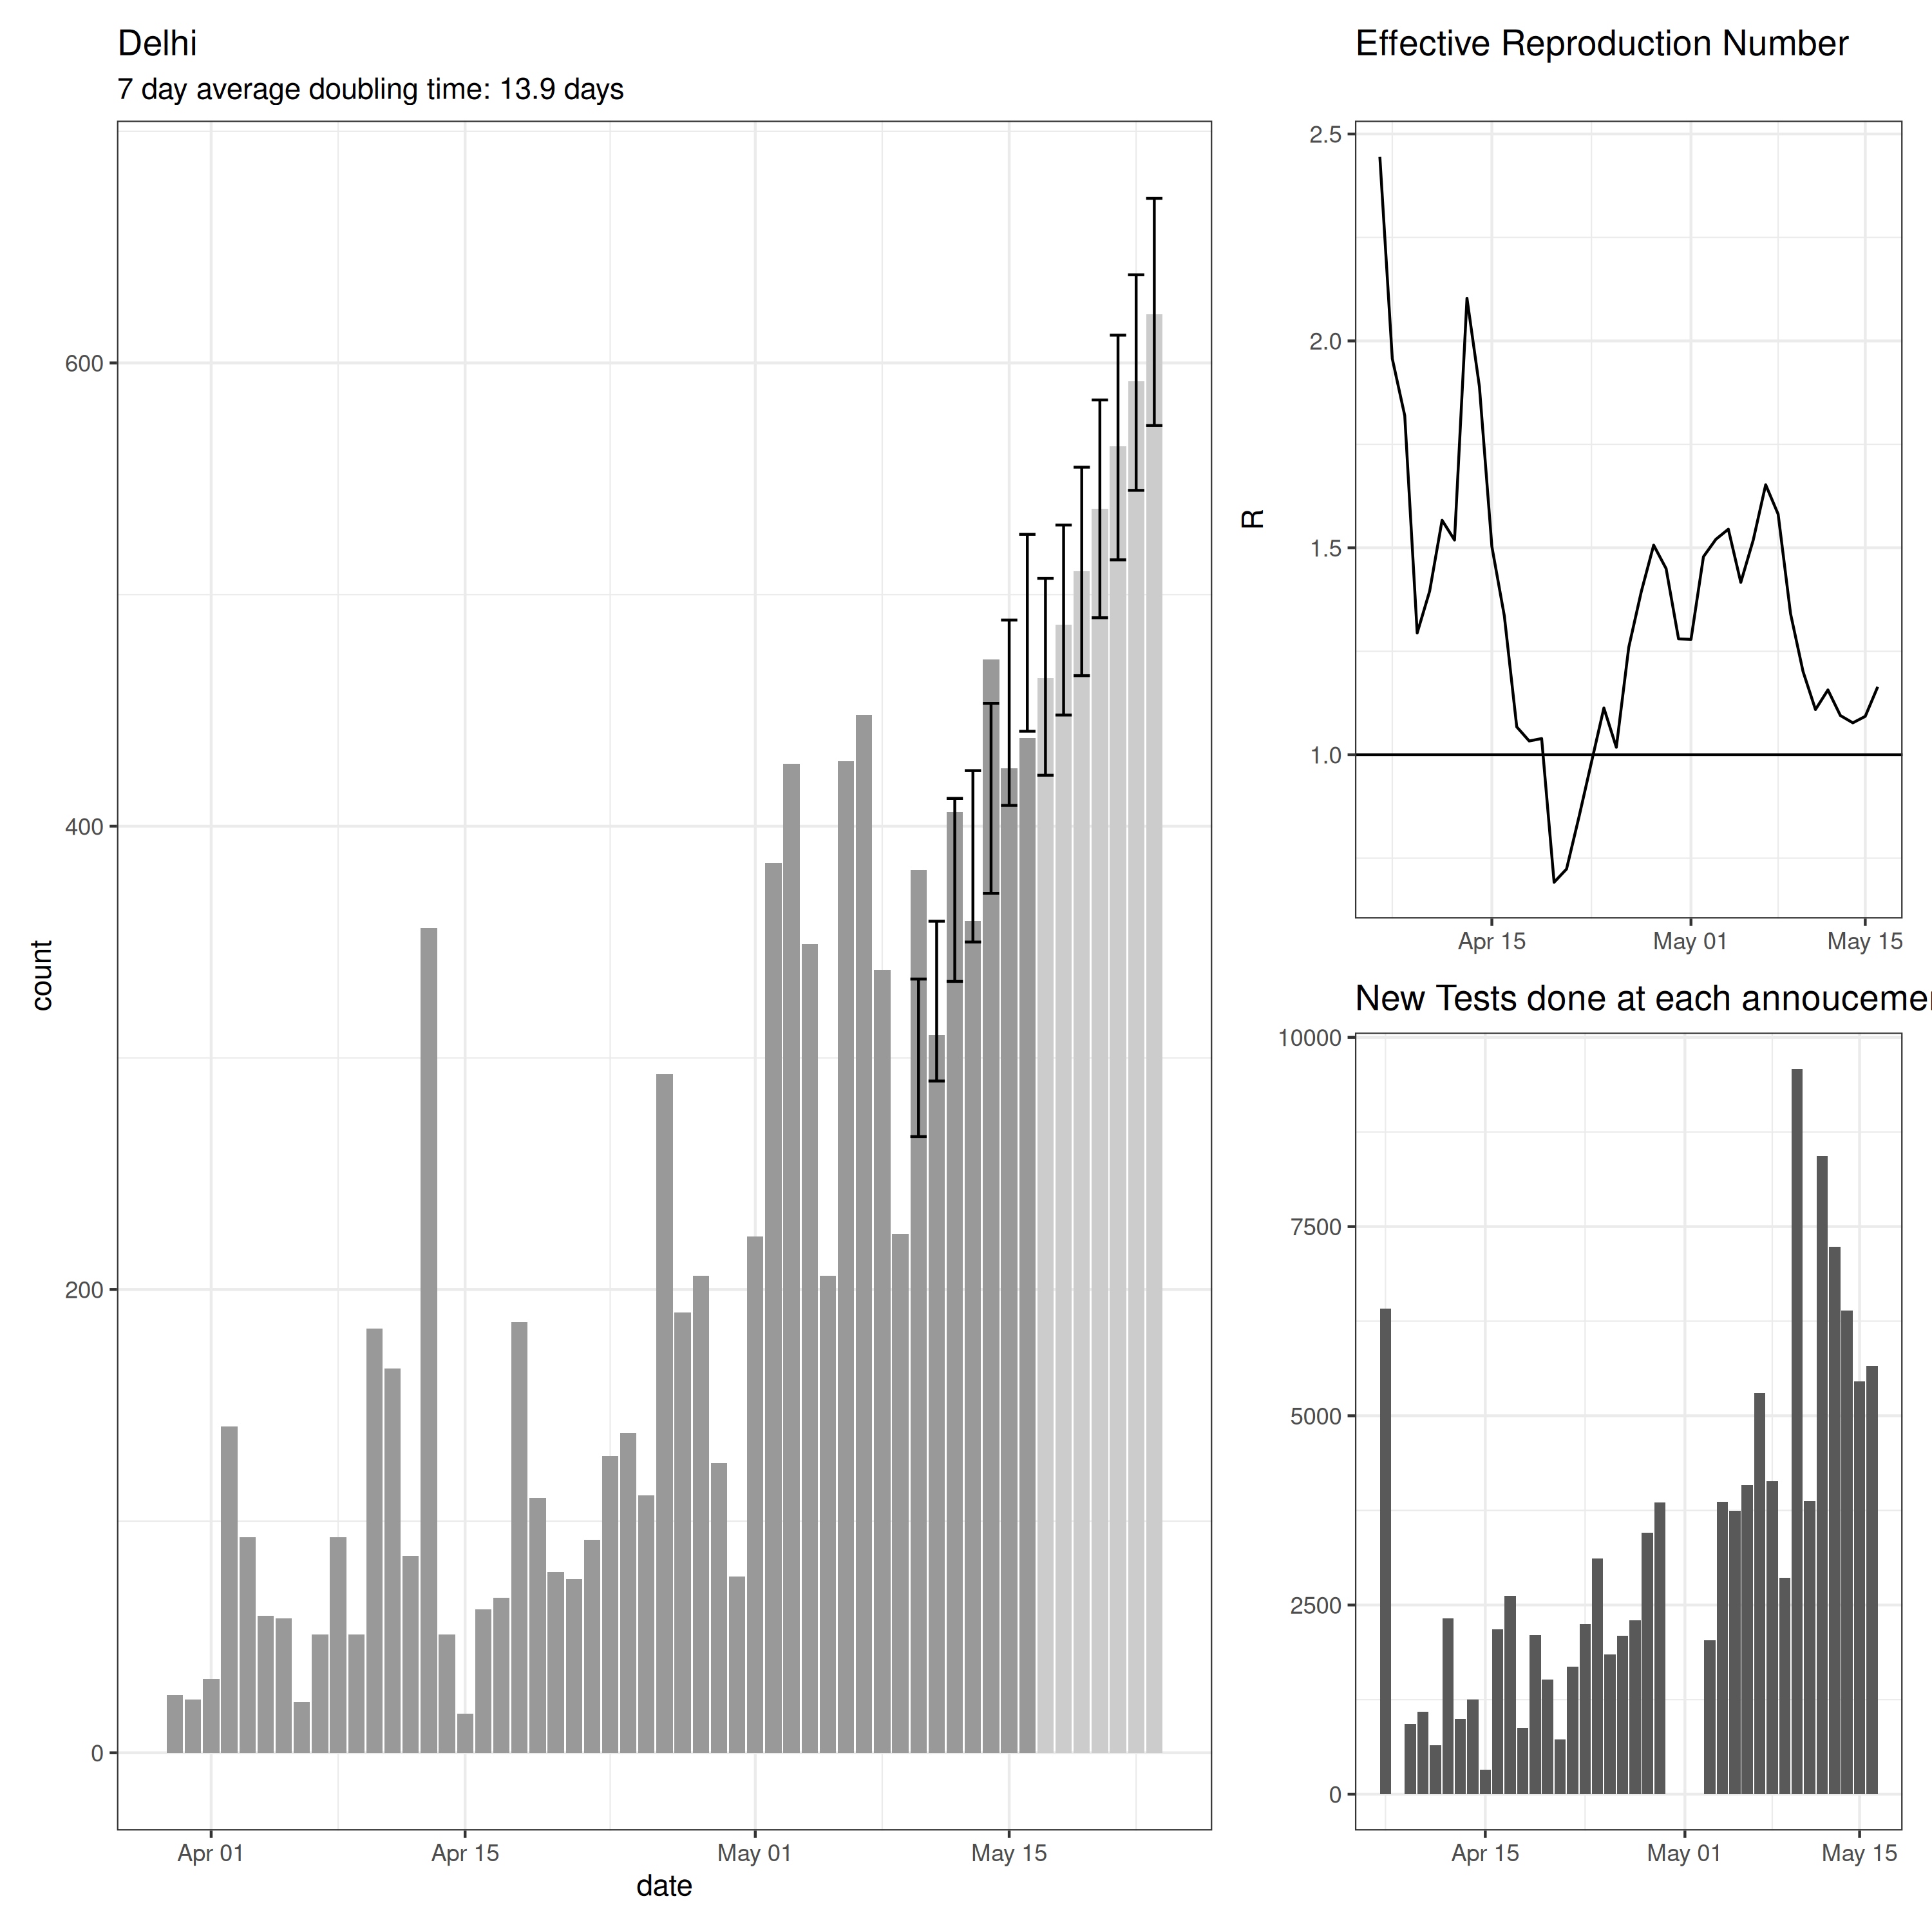 Delhi
7 day average doubling time: 13.9 days
count
600
400
200
0
Apr 01
Apr 15
May 01
May 15
date
Effective Reproduction Number
R
2.5
2.0
1.5
1.0
Apr 15
May 01
May 15
New Tests done at each annoucemen
10000
7500
5000
2500
0
Apr 15
May 01
May 15